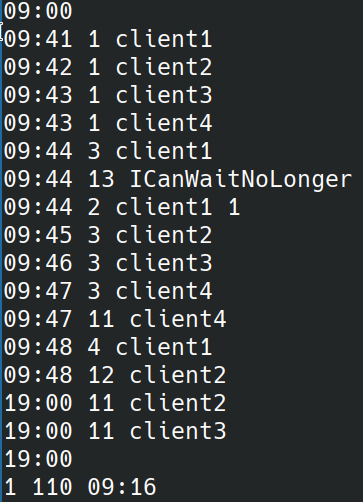 09:00
09:41 1 client1
09:42 1 client2
09:43 1 client3
09:43 1 client4
09:44 3 client1
09:44 13 ICanWaitNoLonger
09:44 2 client1 1
09:45 3 client2
09:46 3 client3
09:47 3 client4
09:47 11 client4
09:48 4 client1
09:48 12 client2
19:00 11 client2
19:00 11 client3
19:00
1 110 09:16